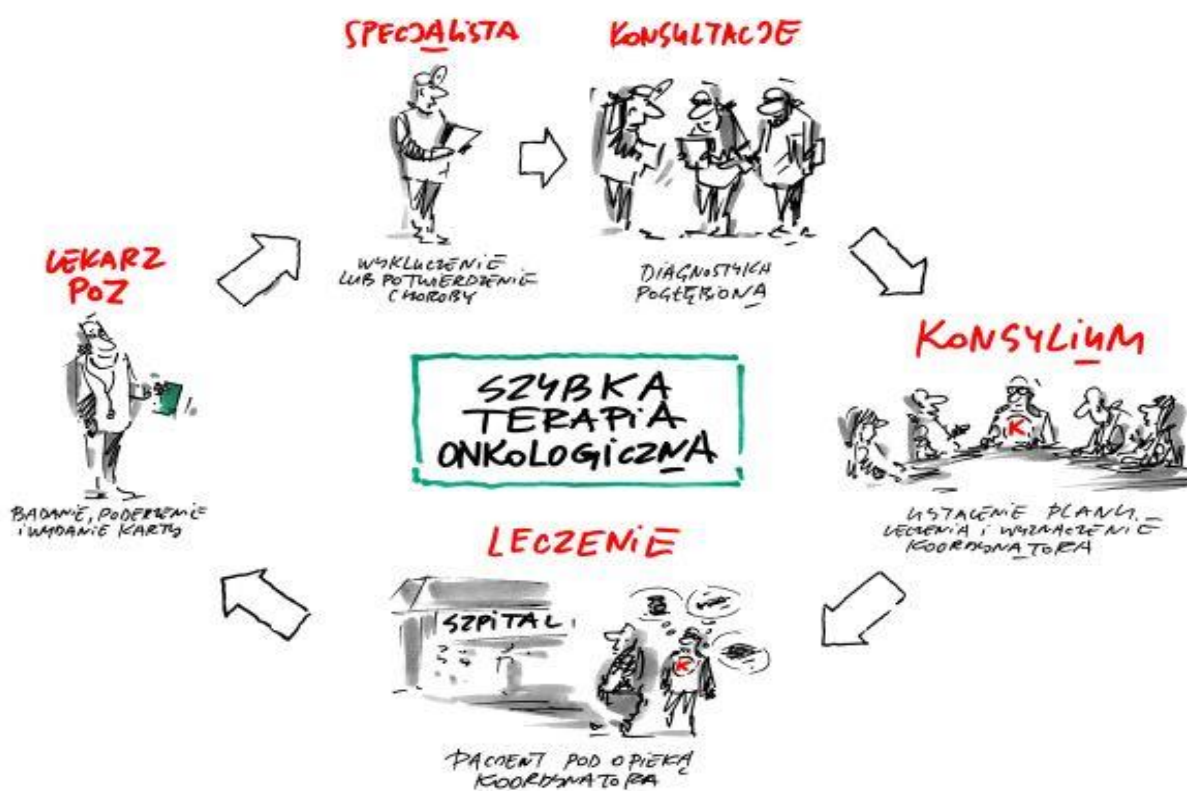 SPECJALISTA
WYKLUCZENIE
LUB POTWIERDZENIE
CHOROBY
KONSULTACJE
DIAGNOSTYKA
POGŁĘBIONA
LEKARZ
POZ
BADANIE, PODEJRZENIE
i WYDANIE KARTY
SZYBKA
TERAPiA
ONKOLOGiCZNA
KONSYLiUM
K
USTALENIE PLANU
LECZENIA i WYZNACZENIE
KOORDYNATORA
LECZENiE
SZPiTAL
K
PACJENT POD OPIEKĄ
KOORDYNATORA